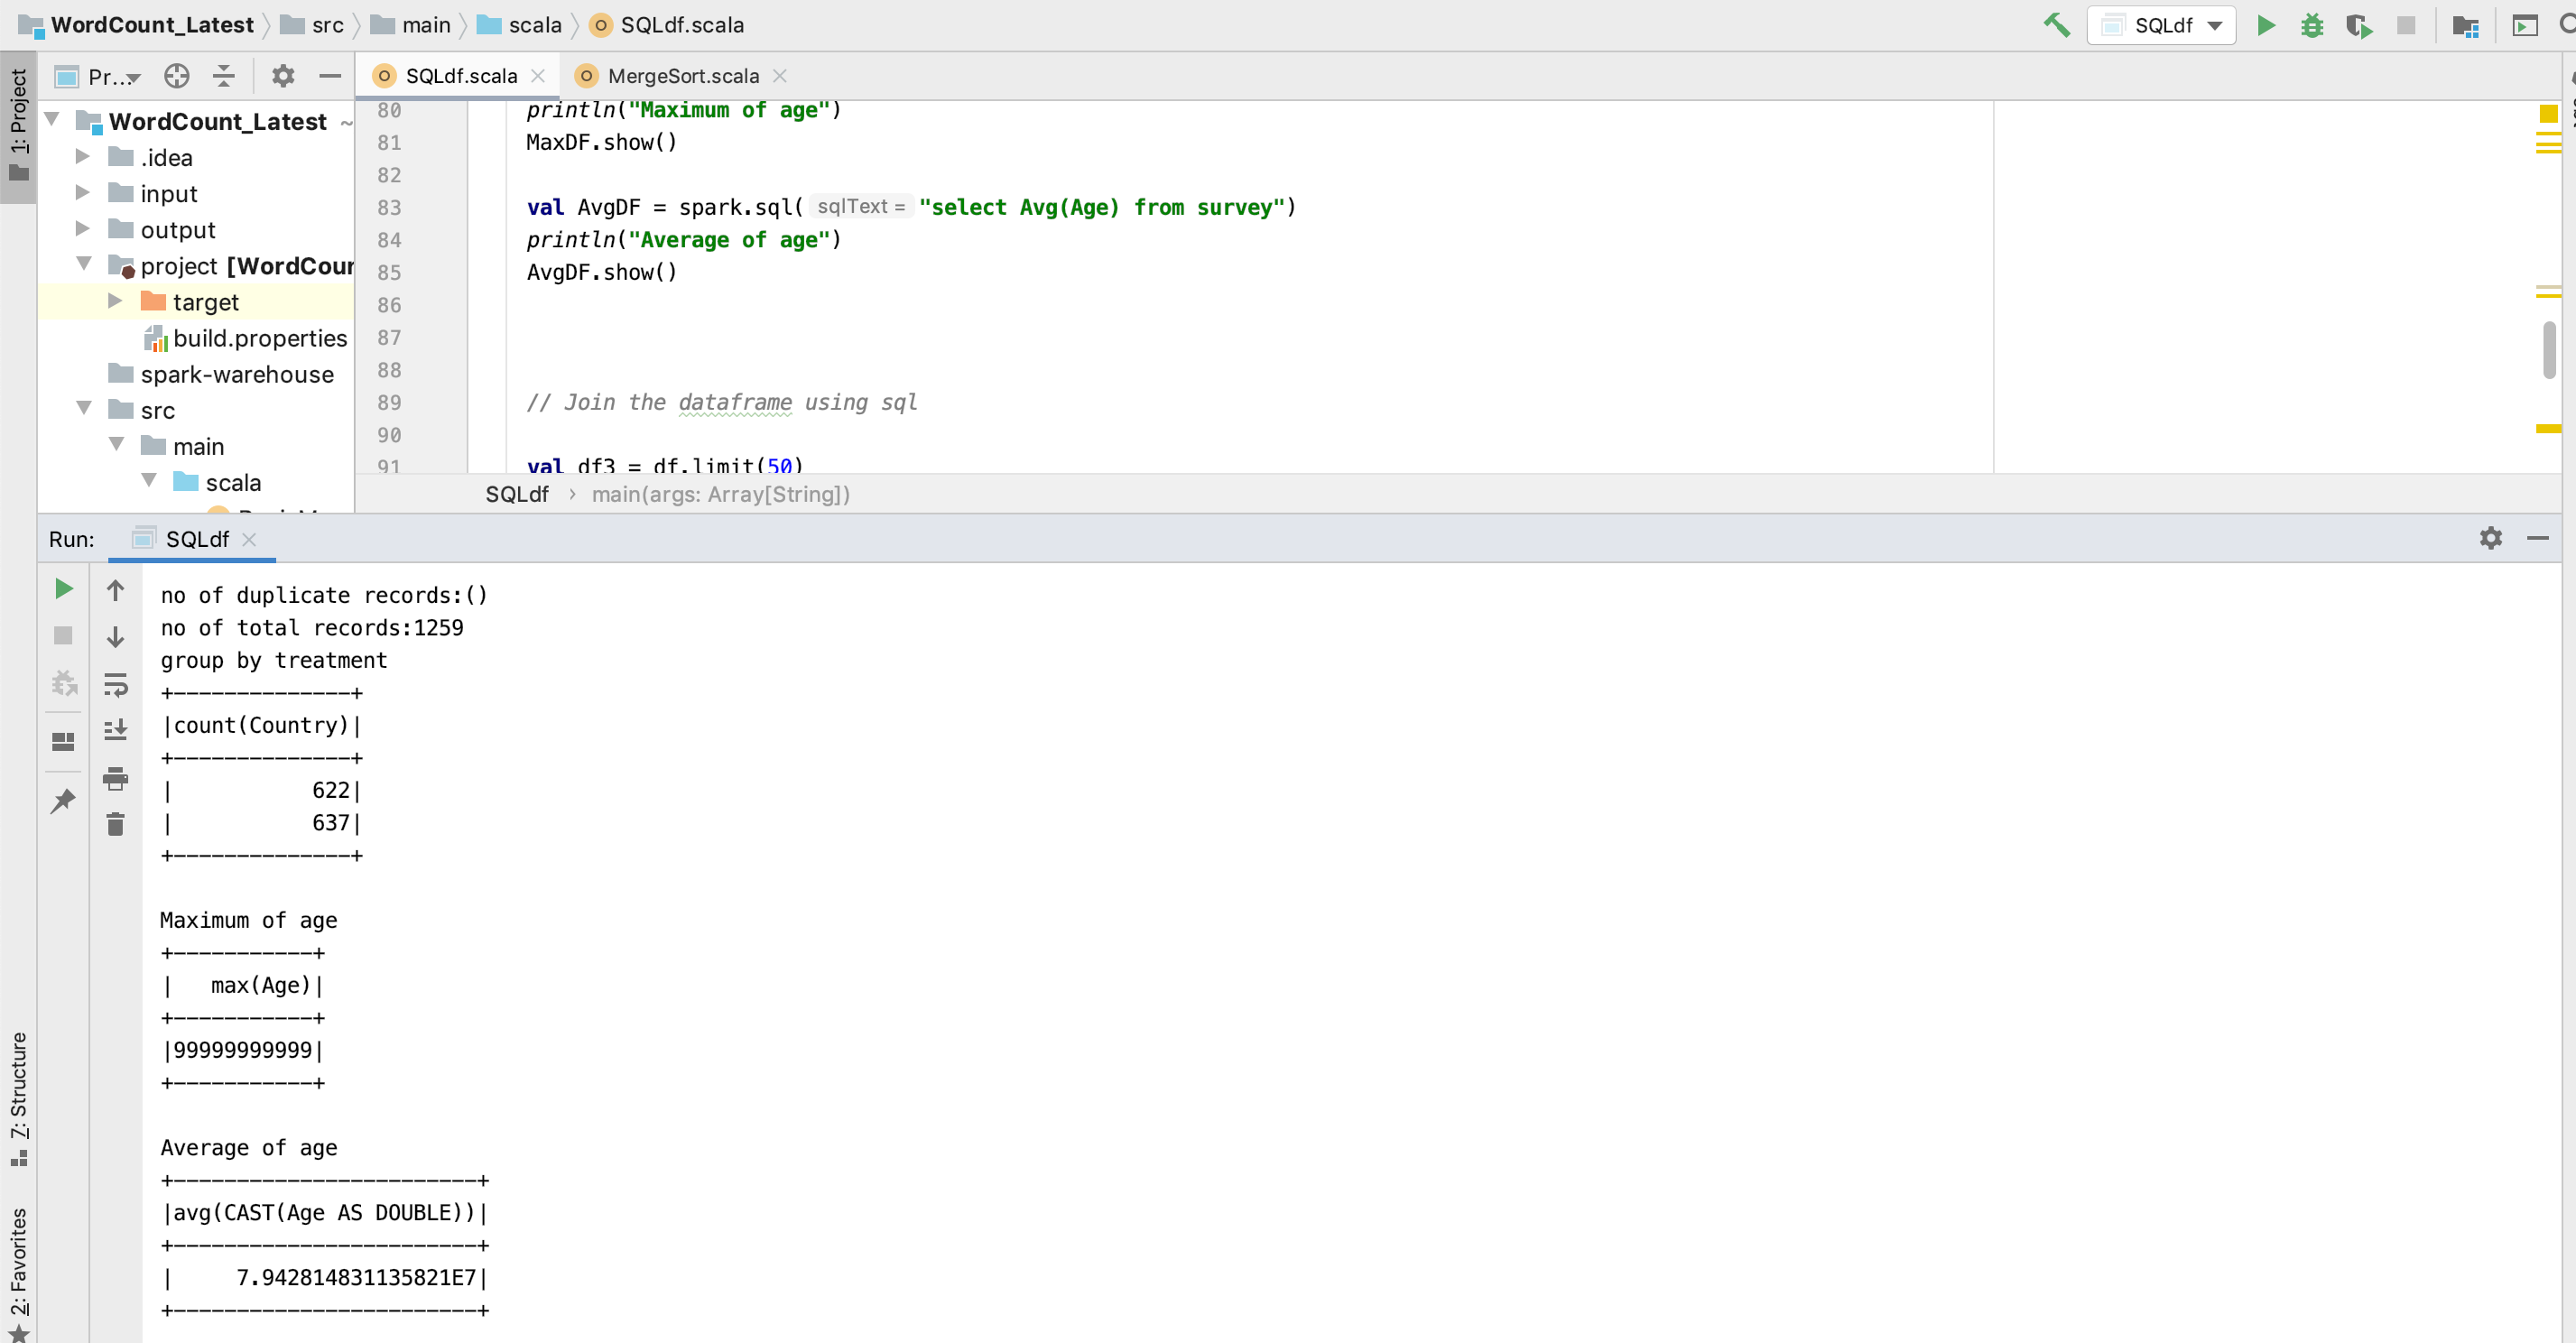 WordCount_Latest src main scala SQLdf.scala SQLdf
1: Project
Pr... SQLdf.scala MergeSort.scala
WordCount_Latest ~
.idea
input
output
project [WordCour
target
build.properties
spark-warehouse
src
main
scala
80 println("Maximum of age")
81 MaxDF.show()
82
83 val AvgDF = spark.sql( sqlText = "select Avg(Age) from survey")
84 println("Average of age")
85 AvgDF.show()
86
87
88
89 // Join the dataframe using sql
90
91 val df3 = df.limit(50)
SQLdf › main(args: Array[String])
Run: SQLdf
no of duplicate records:()
no of total records:1259
group by treatment
+--------------+
|count(Country)|
+--------------+
|           622|
|           637|
+--------------+
Maximum of age
+-----------+
|   max(Age)|
+-----------+
|99999999999|
+-----------+
Average of age
+------------------------+
|avg(CAST(Age AS DOUBLE))|
+------------------------+
|     7.942814831135821E7|
+------------------------+
7: Structure
2: Favorites